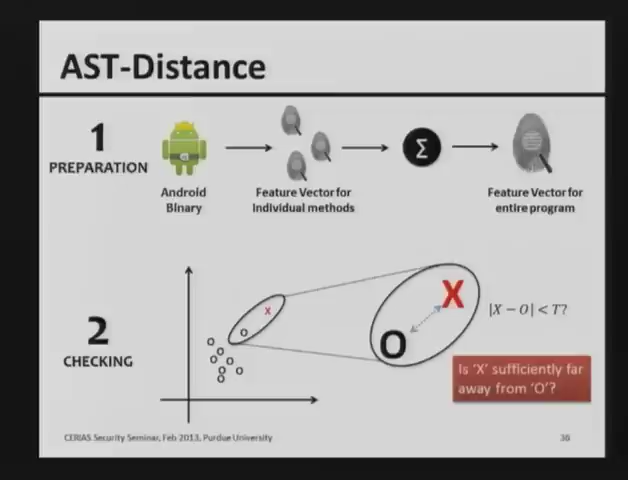 AST-Distance
1
PREPARATION
Android
Binary
Feature Vector for
Individual methods
Σ
Feature Vector for
entire program
2
CHECKING
X
O
X
O
|X − O| < T?
Is 'X' sufficiently far
away from 'O'?
CERIAS Security Seminar, Feb 2013, Purdue University
36